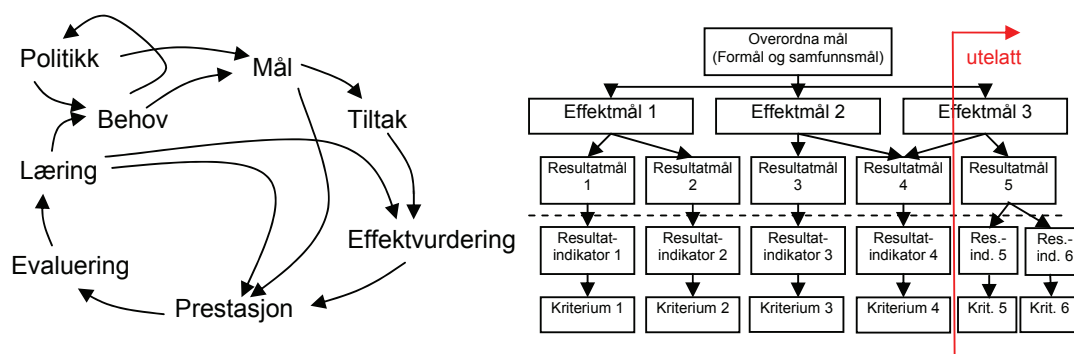 Politikk
Mål
Behov
Tiltak
Læring
Effektvurdering
Evaluering
Prestasjon
Overordna mål
(Formål og samfunnsmål)
utelatt
Effektmål 1
Effektmål 2
Effektmål 3
Resultatmål
1
Resultatmål
2
Resultatmål
3
Resultatmål
4
Resultatmål
5
Resultat-
indikator 1
Resultat-
indikator 2
Resultat-
indikator 3
Resultat-
indikator 4
Res.-
ind. 5
Res.-
ind. 6
Kriterium 1
Kriterium 2
Kriterium 3
Kriterium 4
Krit. 5
Krit. 6